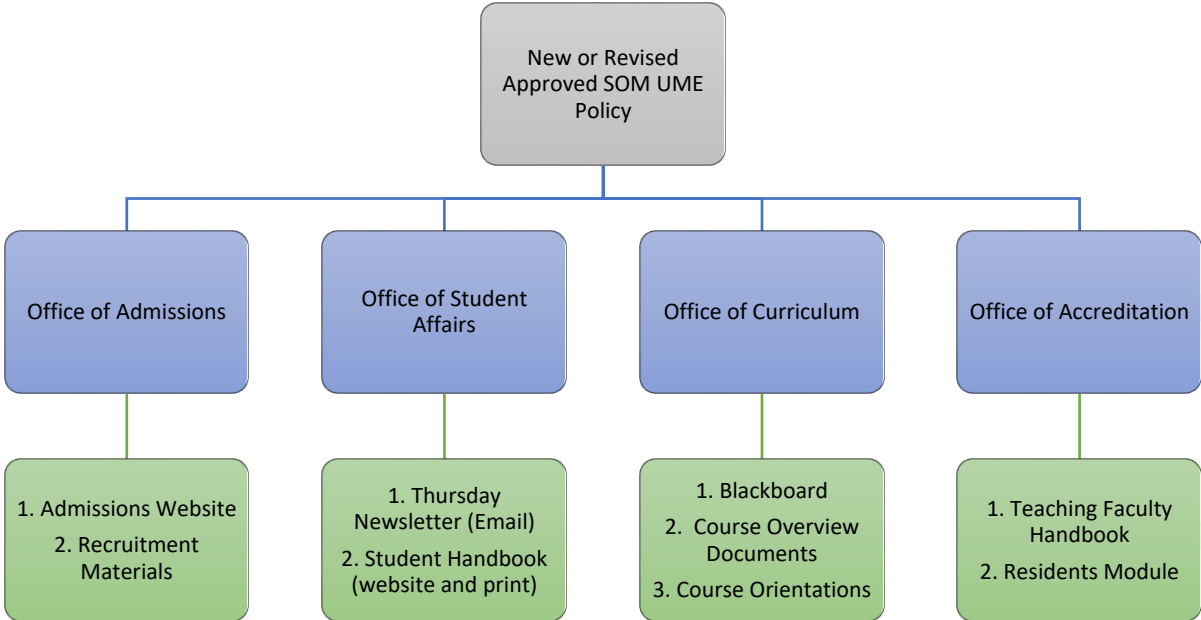 New or Revised
Approved SOM UME
Policy
Office of Admissions
Office of Student
Affairs
Office of Curriculum
Office of Accreditation
1. Admissions Website
2. Recruitment
Materials
1. Thursday
Newsletter (Email)
2. Student Handbook
(website and print)
1. Blackboard
2. Course Overview
Documents
3. Course Orientations
1. Teaching Faculty
Handbook
2. Residents Module